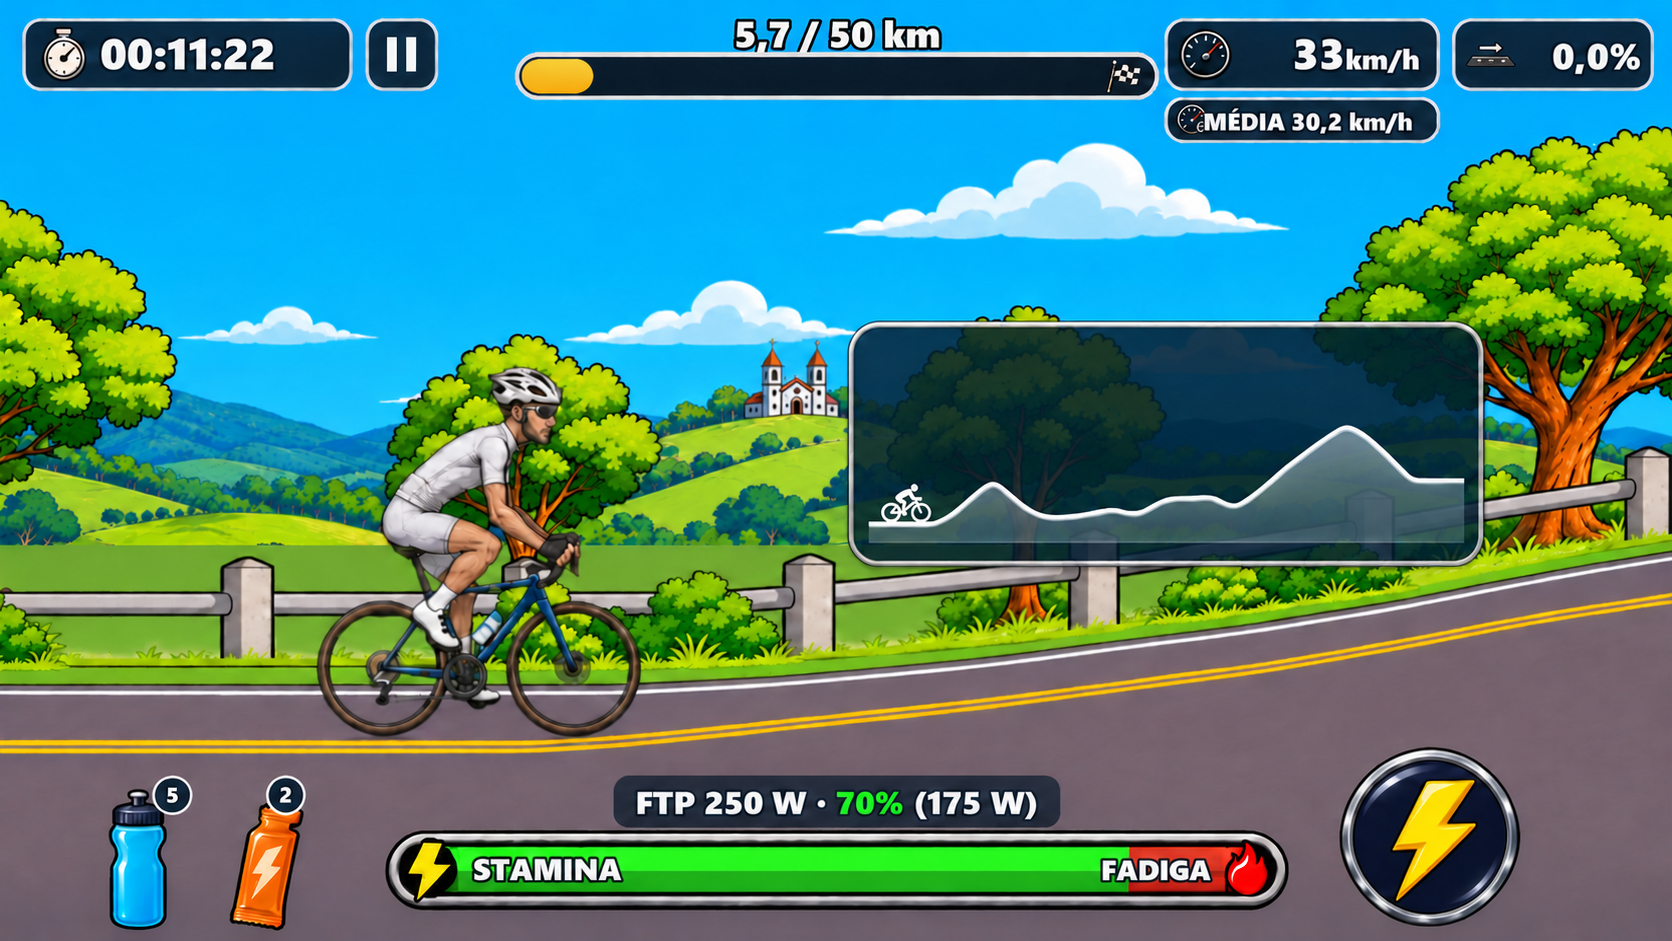 00:11:22
5,7 / 50 km
33km/h
0,0%
MÉDIA 30,2 km/h
5
2
FTP 250 W · 70% (175 W)
STAMINA
FADIGA